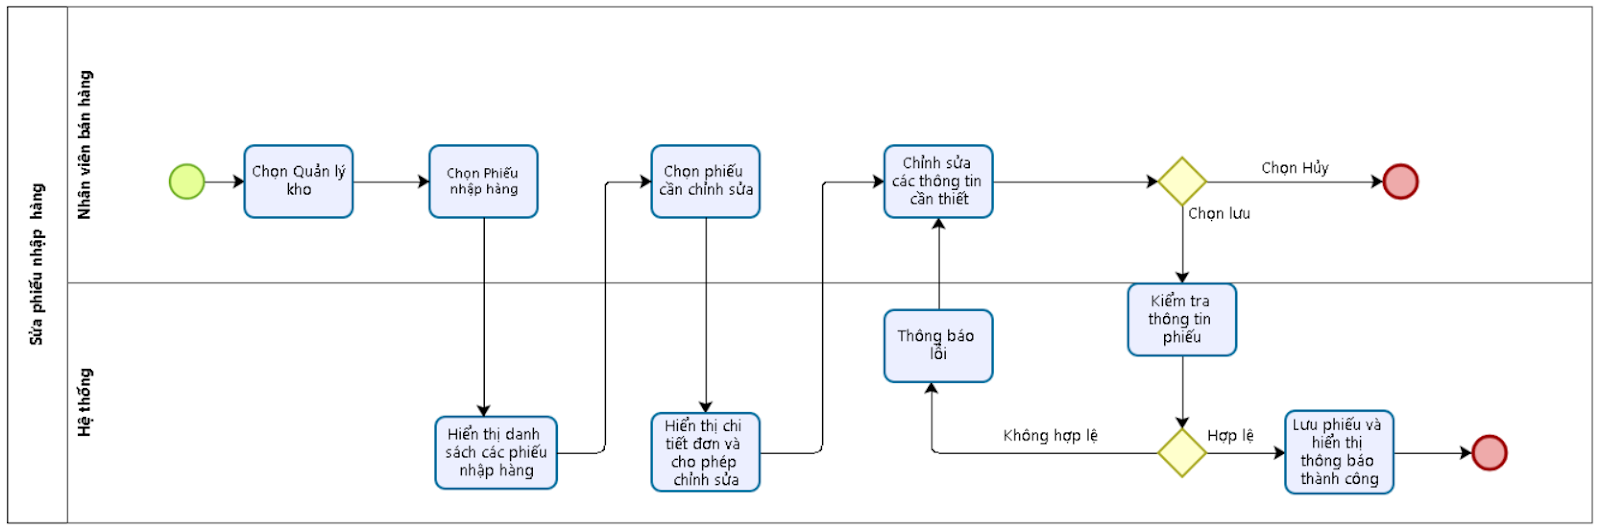 Sửa phiếu nhập hàng
Nhân viên bán hàng
Chọn Quản lý
kho
Chọn Phiếu
nhập hàng
Chọn phiếu
cần chỉnh sửa
Chỉnh sửa
các thông tin
cần thiết
Chọn Hủy
Chọn lưu
Hệ thống
Hiển thị danh
sách các phiếu
nhập hàng
Hiển thị chi
tiết đơn và
cho phép
chỉnh sửa
Thông báo
lỗi
Kiểm tra
thông tin
phiếu
Không hợp lệ
Hợp lệ
Lưu phiếu và
hiển thị
thông báo
thành công